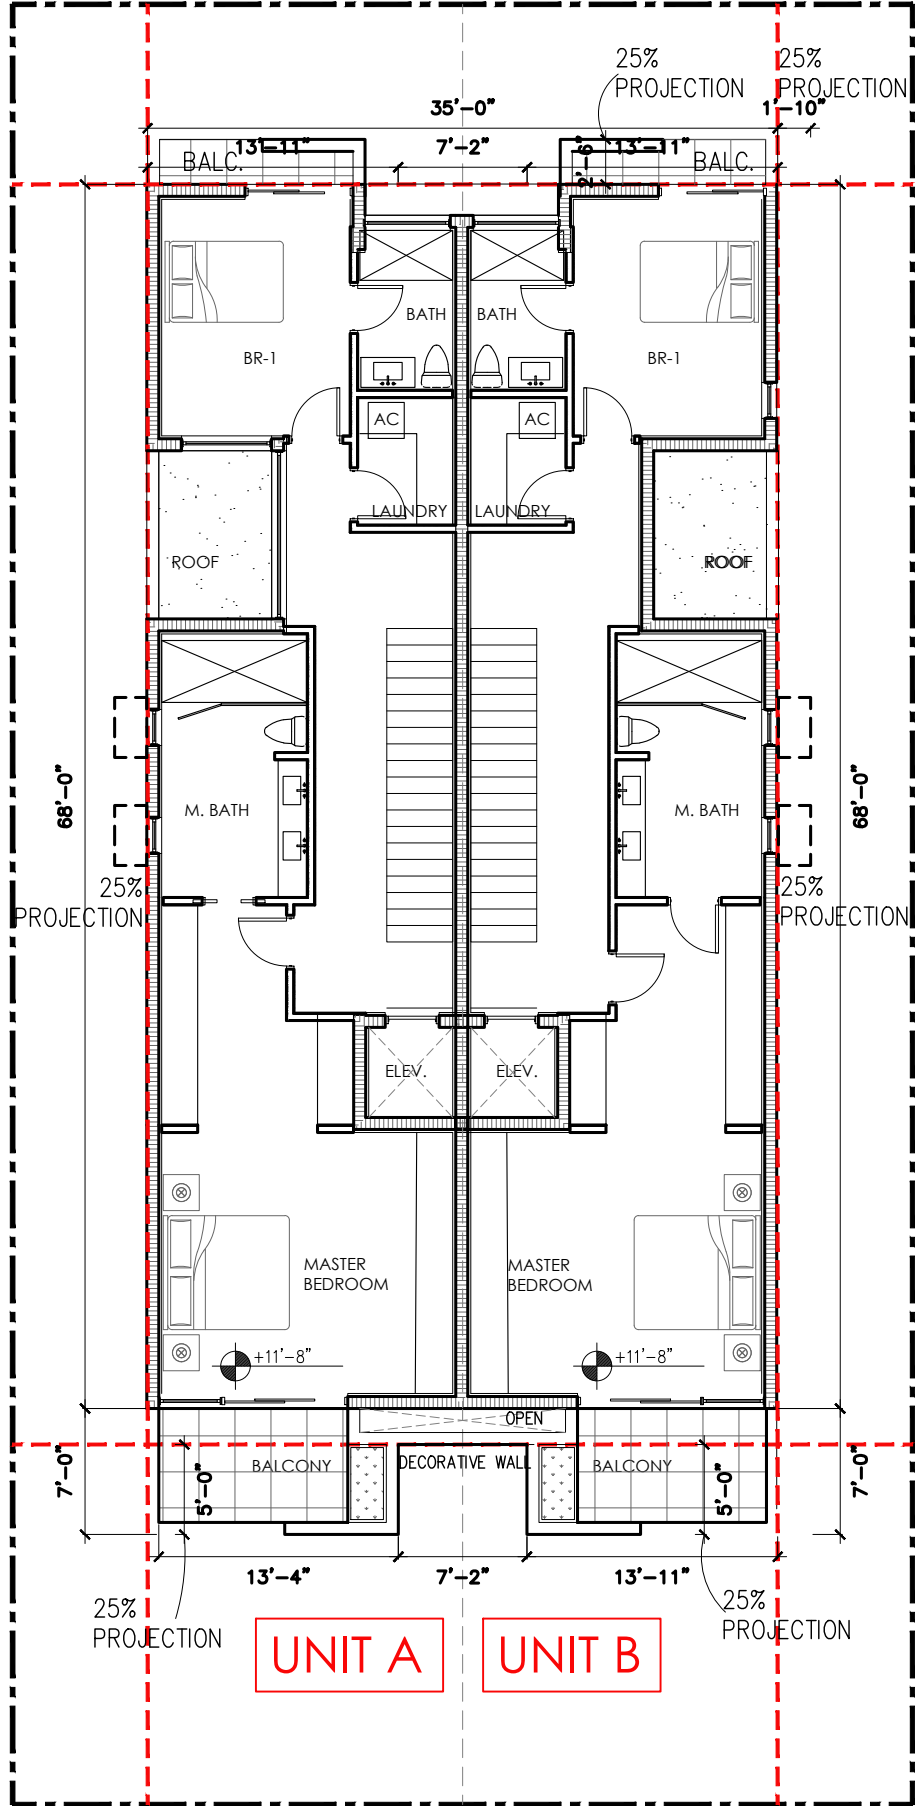 25%
PROJECTION
25%
PROJECTION
35'-0"
1'-10"
13'-11"
7'-2"
13'-11"
2'-6"
BALC.
BALC.
BATH
BATH
BR-1
BR-1
AC
AC
LAUNDRY
LAUNDRY
ROOF
ROOF
68'-0"
68'-0"
M. BATH
M. BATH
25%
PROJECTION
25%
PROJECTION
ELEV.
ELEV.
MASTER
BEDROOM
MASTER
BEDROOM
+11'-8"
+11'-8"
OPEN
7'-0"
5'-0"
BALCONY
DECORATIVE WALL
BALCONY
5'-0"
7'-0"
13'-4"
7'-2"
13'-11"
25%
PROJECTION
25%
PROJECTION
UNIT A
UNIT B